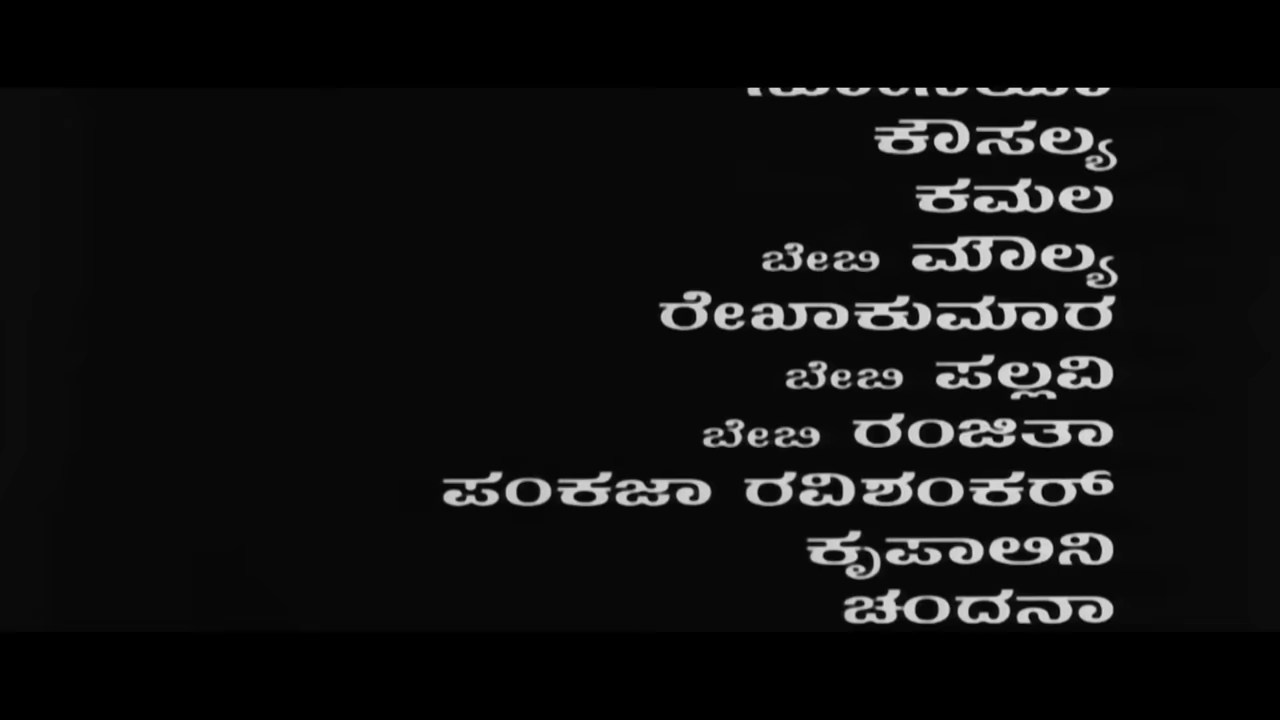 ಕೌಸಲ್ಯ
ಕಮಲ
ಬೇಬಿ ಮೌಲ್ಯ
ರೇಖಾಕುಮಾರ
ಬೇಬಿ ಪಲ್ಲವಿ
ಬೇಬಿ ರಂಜಿತಾ
ಪಂಕಜಾ ರವಿಶಂಕರ್
ಕೃಪಾಲಿನಿ
ಚಂದನಾ